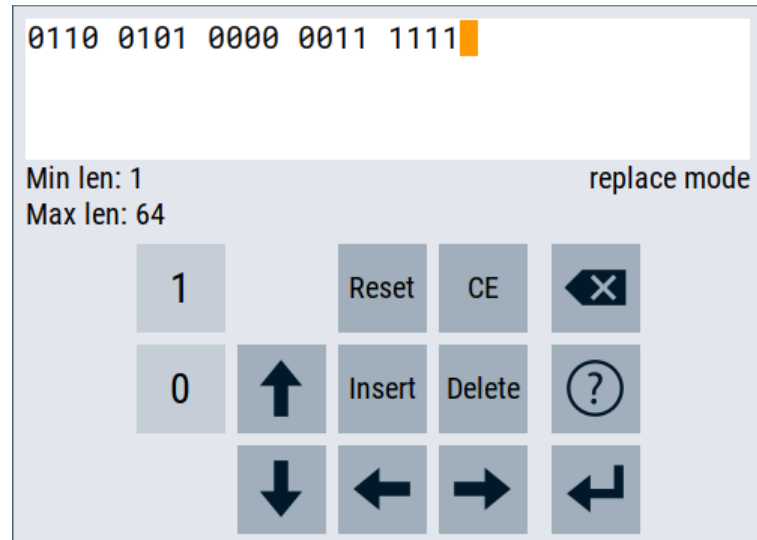 0110 0101 0000 0011 1111
Min len: 1
replace mode
Max len: 64
1
Reset
CE
0
Insert
Delete
?